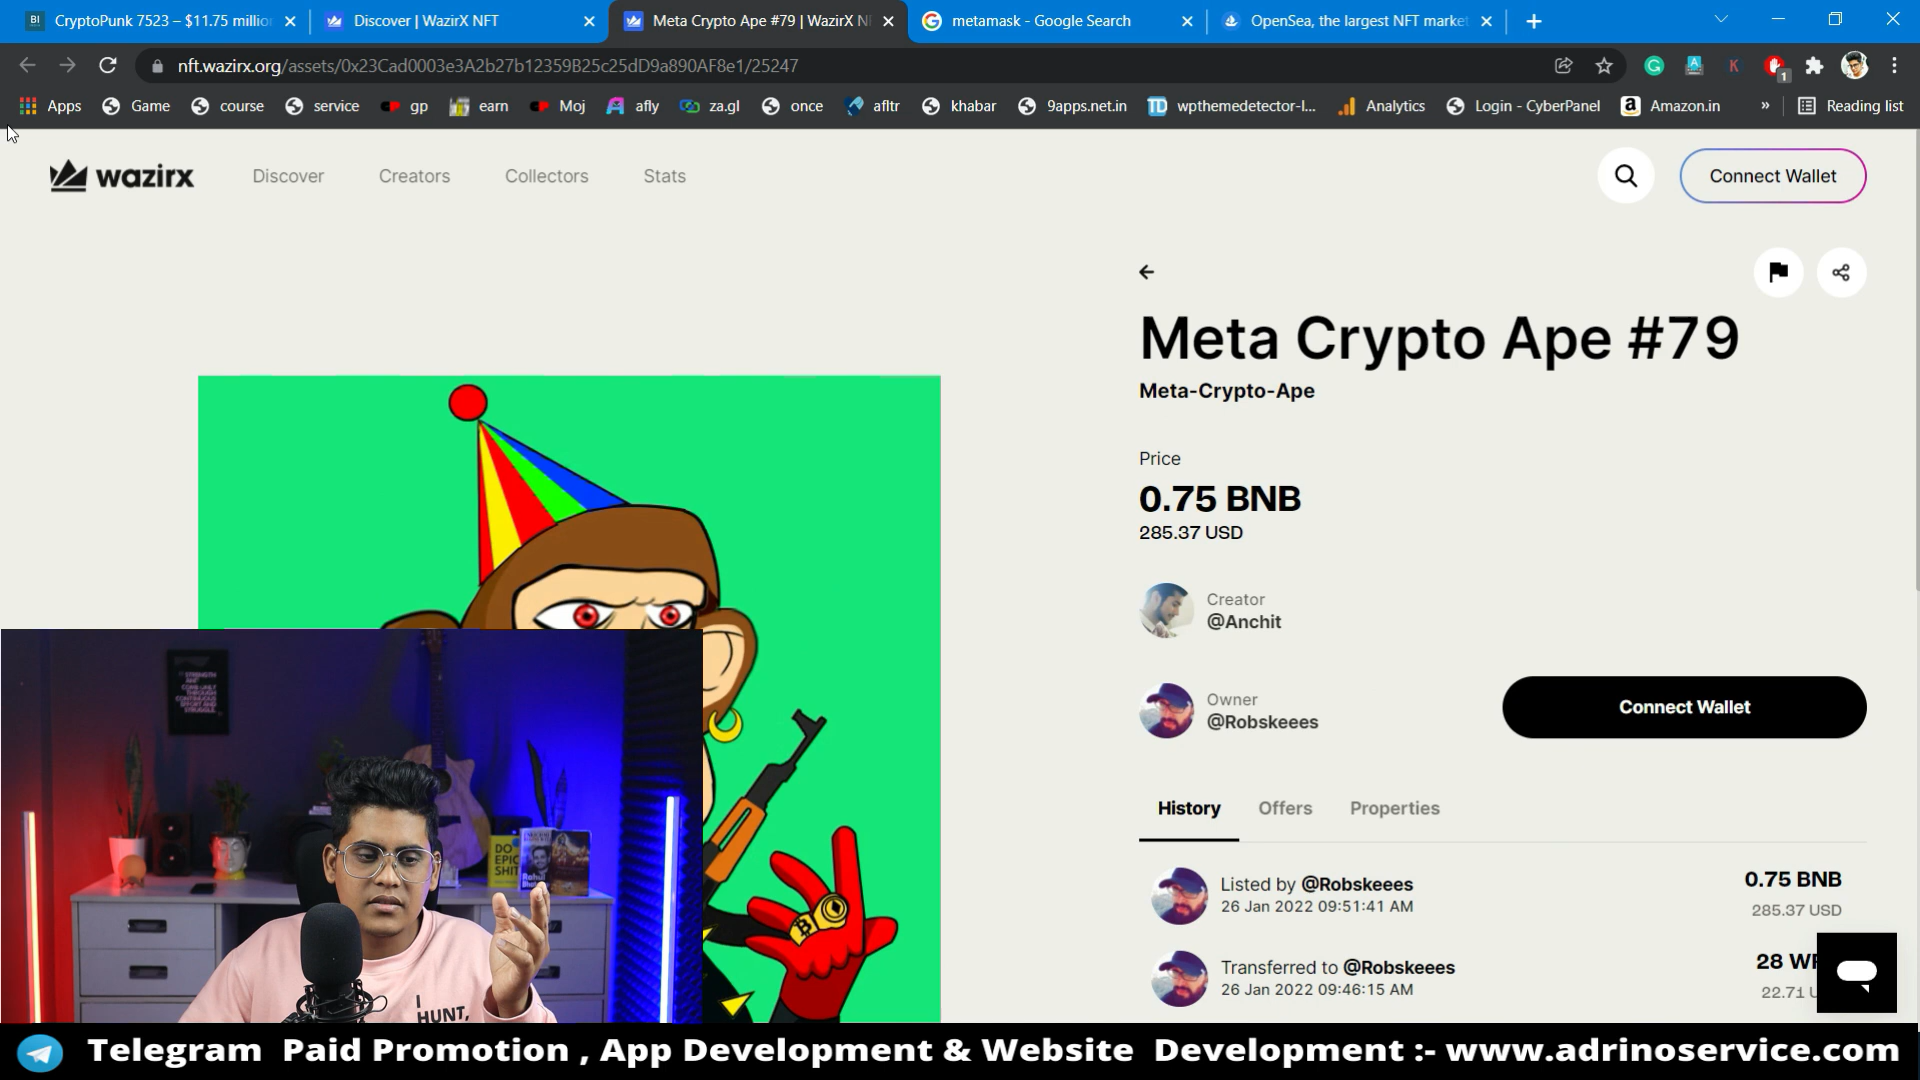 CryptoPunk 7523 – $11.75 millio
Discover | WazirX NFT
Meta Crypto Ape #79 | WazirX N
metamask - Google Search
OpenSea, the largest NFT market
nft.wazirx.org/assets/0x23Cad0003e3A2b27b12359B25c25dD9a890AF8e1/25247
1
Apps
Game
course
service
gp
earn
Moj
afly
za.gl
once
afltr
khabar
9apps.net.in
wpthemedetector-l...
Analytics
Login - CyberPanel
Amazon.in
»
Reading list
wazirx
Discover
Creators
Collectors
Stats
Connect Wallet
Meta Crypto Ape #79
Meta-Crypto-Ape
Price
0.75 BNB
285.37 USD
Creator
@Anchit
Owner
@Robskeees
Connect Wallet
History
Offers
Properties
Listed by @Robskeees
26 Jan 2022 09:51:41 AM
0.75 BNB
285.37 USD
Transferred to @Robskeees
26 Jan 2022 09:46:15 AM
28 WR
22.71 U
DO
EPIC
SHIT
I
HUNT,
Telegram Paid Promotion , App Development & Website Development :- www.adrinoservice.com